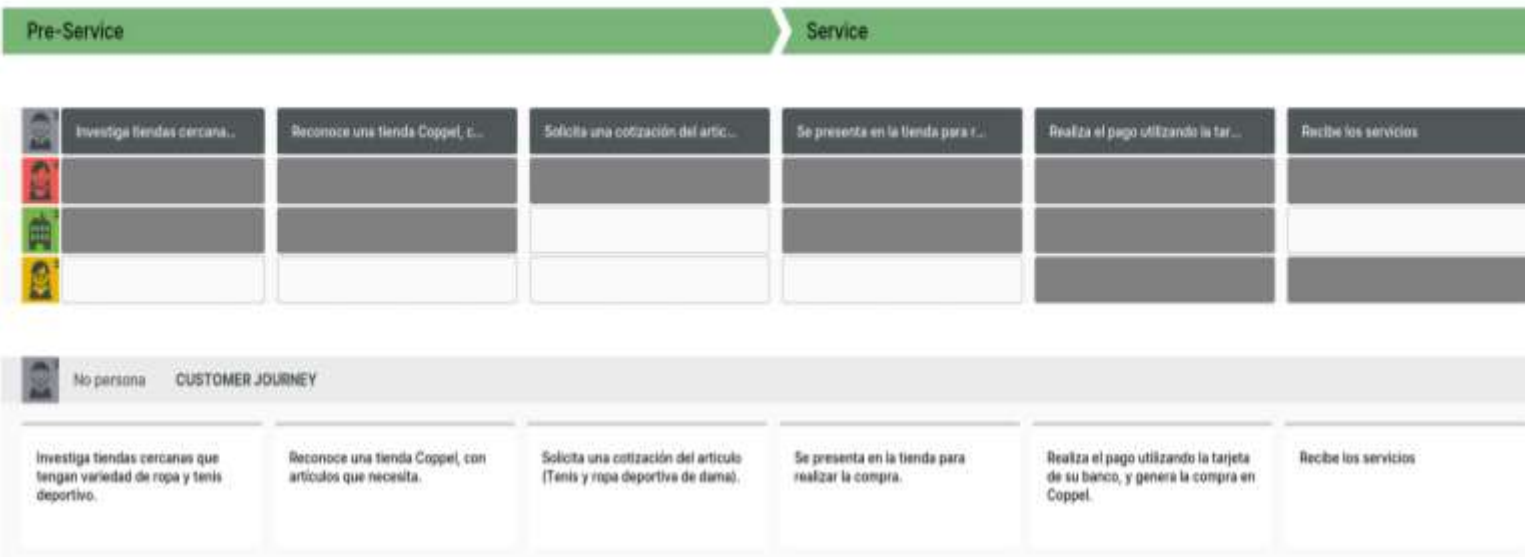 Pre-Service
Service
Investiga tiendas cercana...
Reconoce una tienda Coppel, c...
Solicita una cotización del artic...
Se presenta en la tienda para r...
Realiza el pago utilizando la tar...
Recibe los servicios
No persona CUSTOMER JOURNEY
Investiga tiendas cercanas que
tengan variedad de ropa y tenis
deportivo.
Reconoce una tienda Coppel, con
artículos que necesita.
Solicita una cotización del articulo
(Tenis y ropa deportiva de dama).
Se presenta en la tienda para
realizar la compra.
Realiza el pago utilizando la tarjeta
de su banco, y genera la compra en
Coppel.
Recibe los servicios